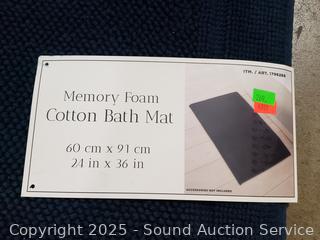 ITM. / ART. 1798288
Memory Foam
Cotton Bath Mat
60 cm x 91 cm
24 in x 36 in
ACCESSORIES NOT INCLUDED
Copyright 2025 - Sound Auction Service